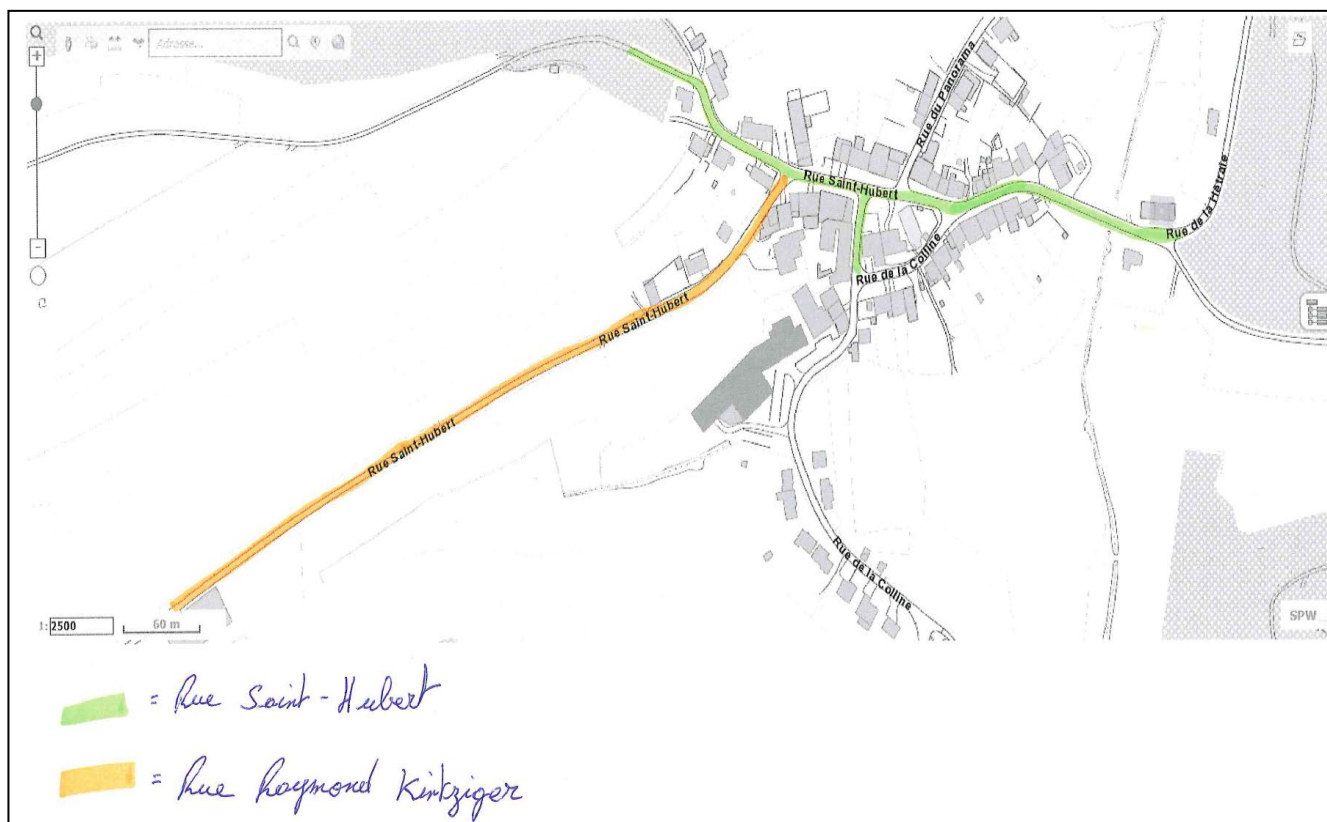 Adresse...
Rue du Panorama
Rue Saint-Hubert
Rue de la Hêtraie
Rue de la Colline
Rue Saint-Hubert
Rue Saint-Hubert
Rue de la Colline
1: 2500
60 m
SPW
= Rue Saint-Hubert
= Rue Raymond Kintziger